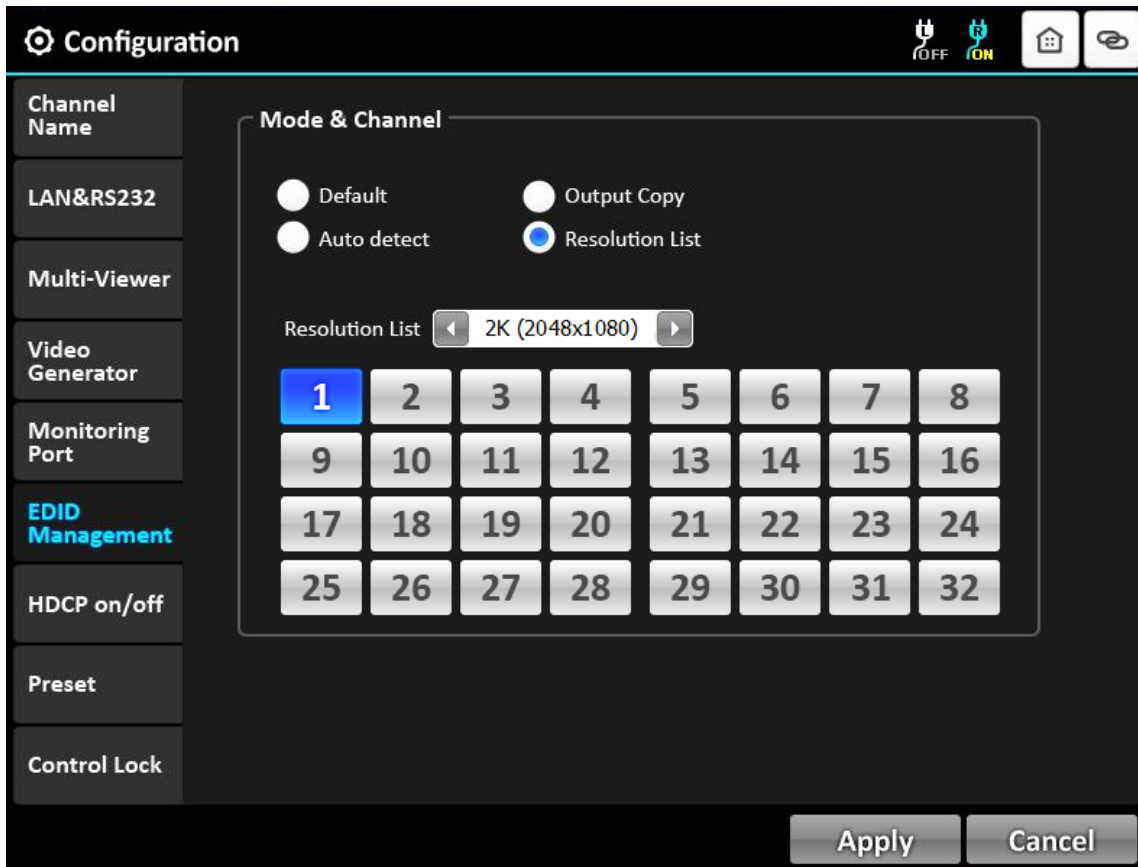 Configuration
L
OFF
R
ON
Channel
Name
LAN&RS232
Multi-Viewer
Video
Generator
Monitoring
Port
EDID
Management
HDCP on/off
Preset
Control Lock
Mode & Channel
Default
Output Copy
Auto detect
Resolution List
Resolution List 2K (2048x1080)
1 2 3 4 5 6 7 8
9 10 11 12 13 14 15 16
17 18 19 20 21 22 23 24
25 26 27 28 29 30 31 32
Apply
Cancel